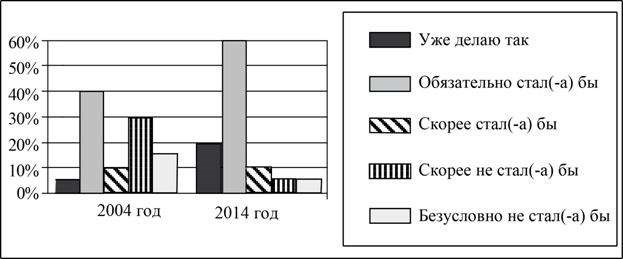 60%
50%
40%
30%
20%
10%
0%
2004 год
2014 год
Уже делаю так
Обязательно стал(-а) бы
Скорее стал(-а) бы
Скорее не стал(-а) бы
Безусловно не стал(-а) бы